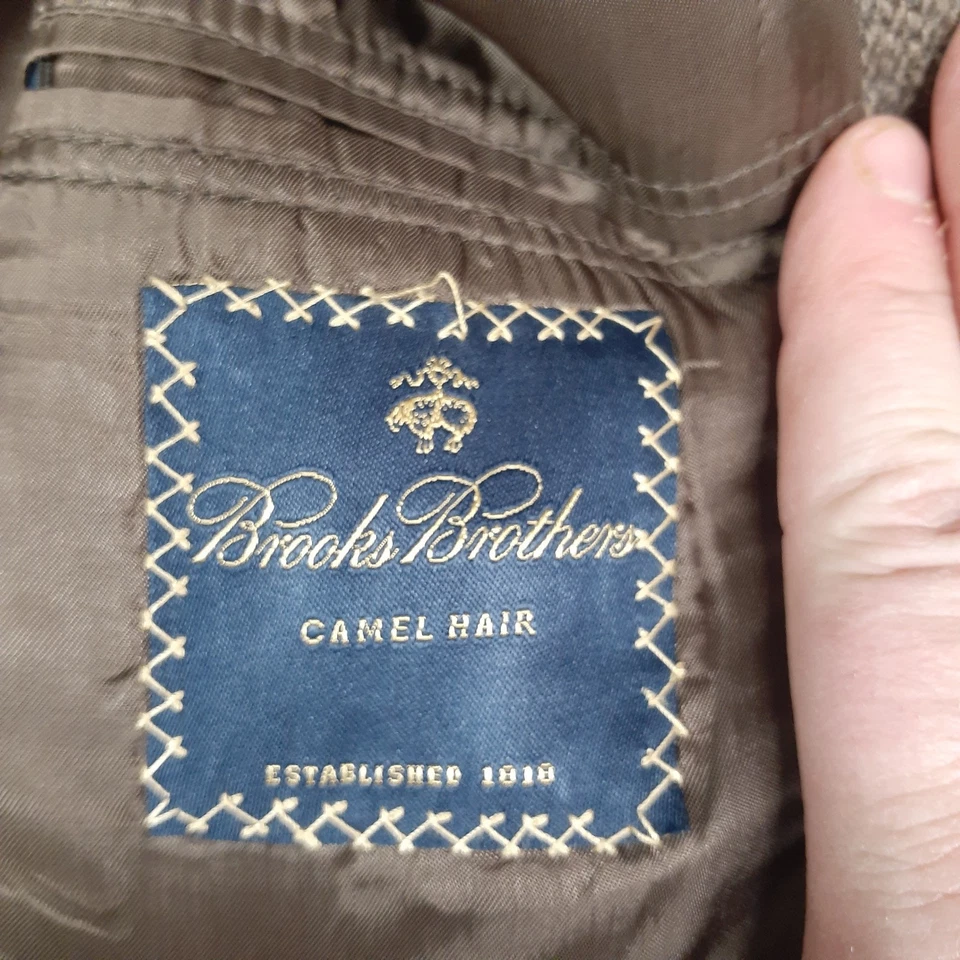 Brooks Brothers
CAMEL HAIR
ESTABLISHED 1818